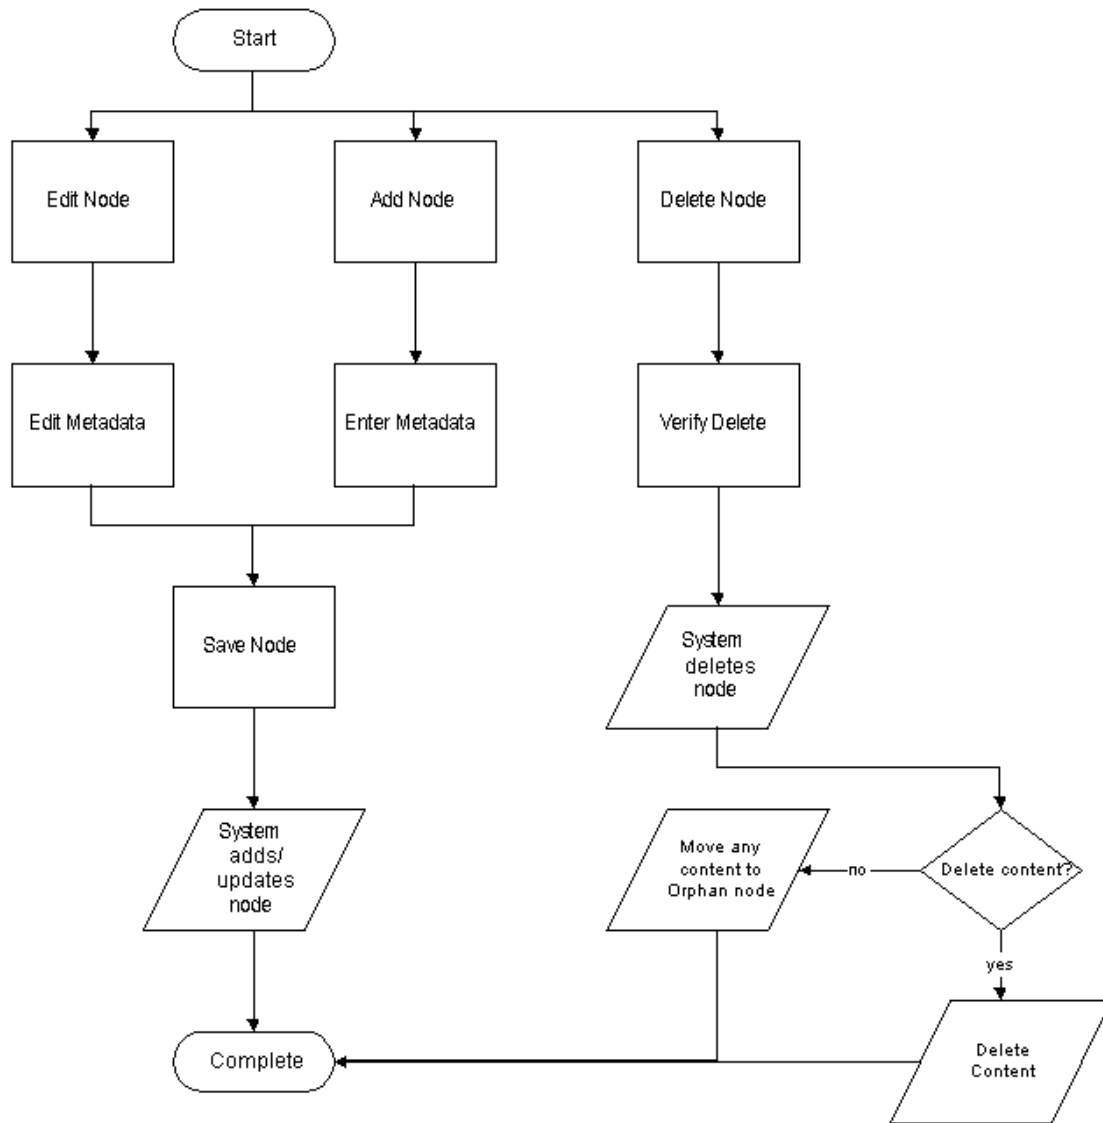 Start
Edit Node
Add Node
Delete Node
Edit Metadata
Enter Metadata
Verify Delete
Save Node
System
deletes
node
System
adds/
updates
node
Move any
content to
Orphan node
no
Delete content?
yes
Complete
Delete
Content